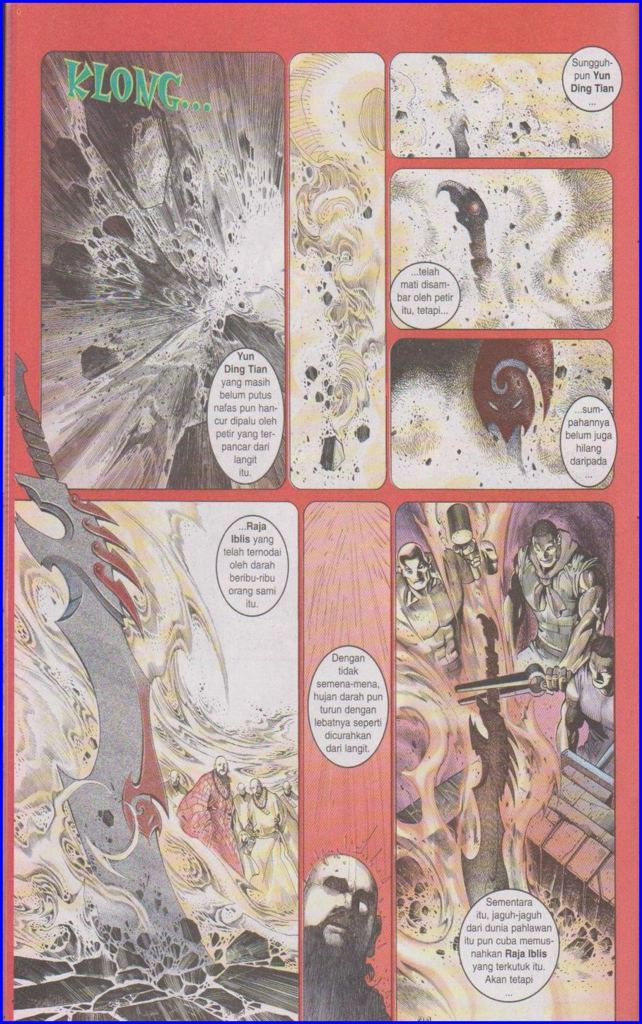 KLONG...
Yun
Ding Tian
yang masih
belum putus
nafas pun han-
cur dipalu oleh
petir yang ter-
pancar dari
langit
itu.
Sungguh-
pun Yun
Ding Tian
...
...telah
mati disam-
bar oleh petir
itu, tetapi...
...sum-
pahannya
belum juga
hilang
daripada
...
...Raja
Iblis yang
telah ternodai
oleh darah
beribu-ribu
orang sami
itu.
Dengan
tidak
semena-mena,
hujan darah pun
turun dengan
lebatnya seperti
dicurahkan
dari langit.
Sementara
itu, jaguh-jaguh
dari dunia pahlawan
itu pun cuba memus-
nahkan Raja Iblis
yang terkutuk itu.
Akan tetapi
...